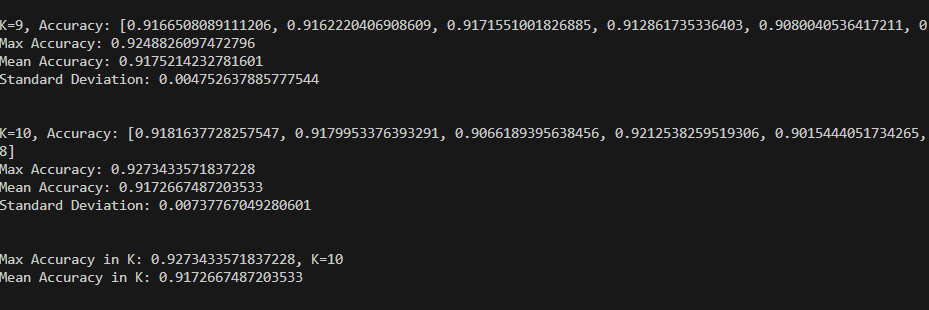 K=9, Accuracy: [0.9166508089111206, 0.9162220406908609, 0.9171551001826885, 0.912861735336403, 0.9080040536417211, 0
Max Accuracy: 0.9248826097472796
Mean Accuracy: 0.9175214232781601
Standard Deviation: 0.004752637885777544
K=10, Accuracy: [0.9181637728257547, 0.9179953376393291, 0.9066189395638456, 0.9212538259519306, 0.9015444051734265,
8]
Max Accuracy: 0.9273433571837228
Mean Accuracy: 0.9172667487203533
Standard Deviation: 0.00737767049280601
Max Accuracy in K: 0.9273433571837228, K=10
Mean Accuracy in K: 0.9172667487203533